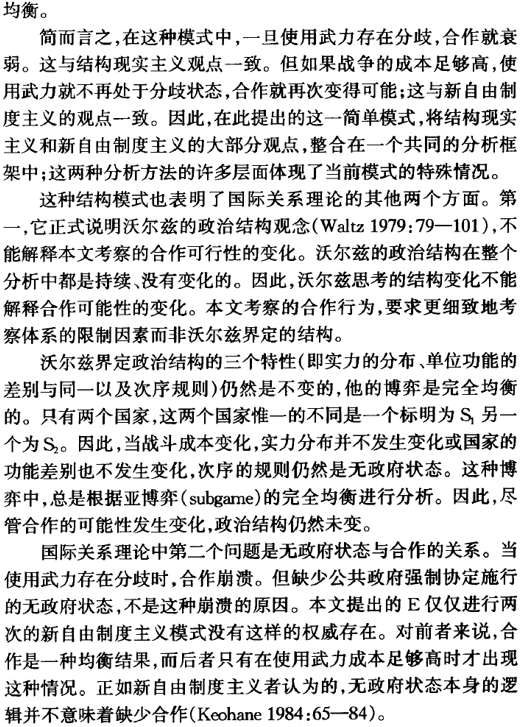 均衡。
简而言之,在这种模式中,一旦使用武力存在分歧,合作就衰
弱。这与结构现实主义观点一致。但如果战争的成本足够高,使
用武力就不再处于分歧状态,合作就再次变得可能;这与新自由制
度主义的观点一致。因此,在此提出的这一简单模式,将结构现实
主义和新自由制度主义的大部分观点,整合在一个共同的分析框
架中;这两种分析方法的许多层面体现了当前模式的特殊情况。
这种结构模式也表明了国际关系理论的其他两个方面。第
一,它正式说明沃尔兹的政治结构观念(Waltz 1979:79—101),不
能解释本文考察的合作可行性的变化。沃尔兹的政治结构在整个
分析中都是持续、没有变化的。因此,沃尔兹思考的结构变化不能
解释合作可能性的变化。本文考察的合作行为,要求更细致地考
察体系的限制因素而非沃尔兹界定的结构。
沃尔兹界定政治结构的三个特性(即实力的分布、单位功能的
差别与同一以及次序规则)仍然是不变的,他的博弈是完全均衡
的。只有两个国家,这两个国家惟一的不同是一个标明为 S₁ 另一
个为 S₂。因此,当战斗成本变化,实力分布并不发生变化或国家的
功能差别也不发生变化,次序的规则仍然是无政府状态。这种博
弈中,总是根据亚博弈(subgame)的完全均衡进行分析。因此,尽
管合作的可能性发生变化,政治结构仍然未变。
国际关系理论中第二个问题是无政府状态与合作的关系。当
使用武力存在分歧时,合作崩溃。但缺少公共政府强制协定施行
的无政府状态,不是这种崩溃的原因。本文提出的 E 仅仅进行两
次的新自由制度主义模式没有这样的权威存在。对前者来说,合
作是一种均衡结果,而后者只有在使用武力成本足够高时才出现
这种情况。正如新自由制度主义者认为的,无政府状态本身的逻
辑并不意味着缺少合作(Keohane 1984:65—84)。